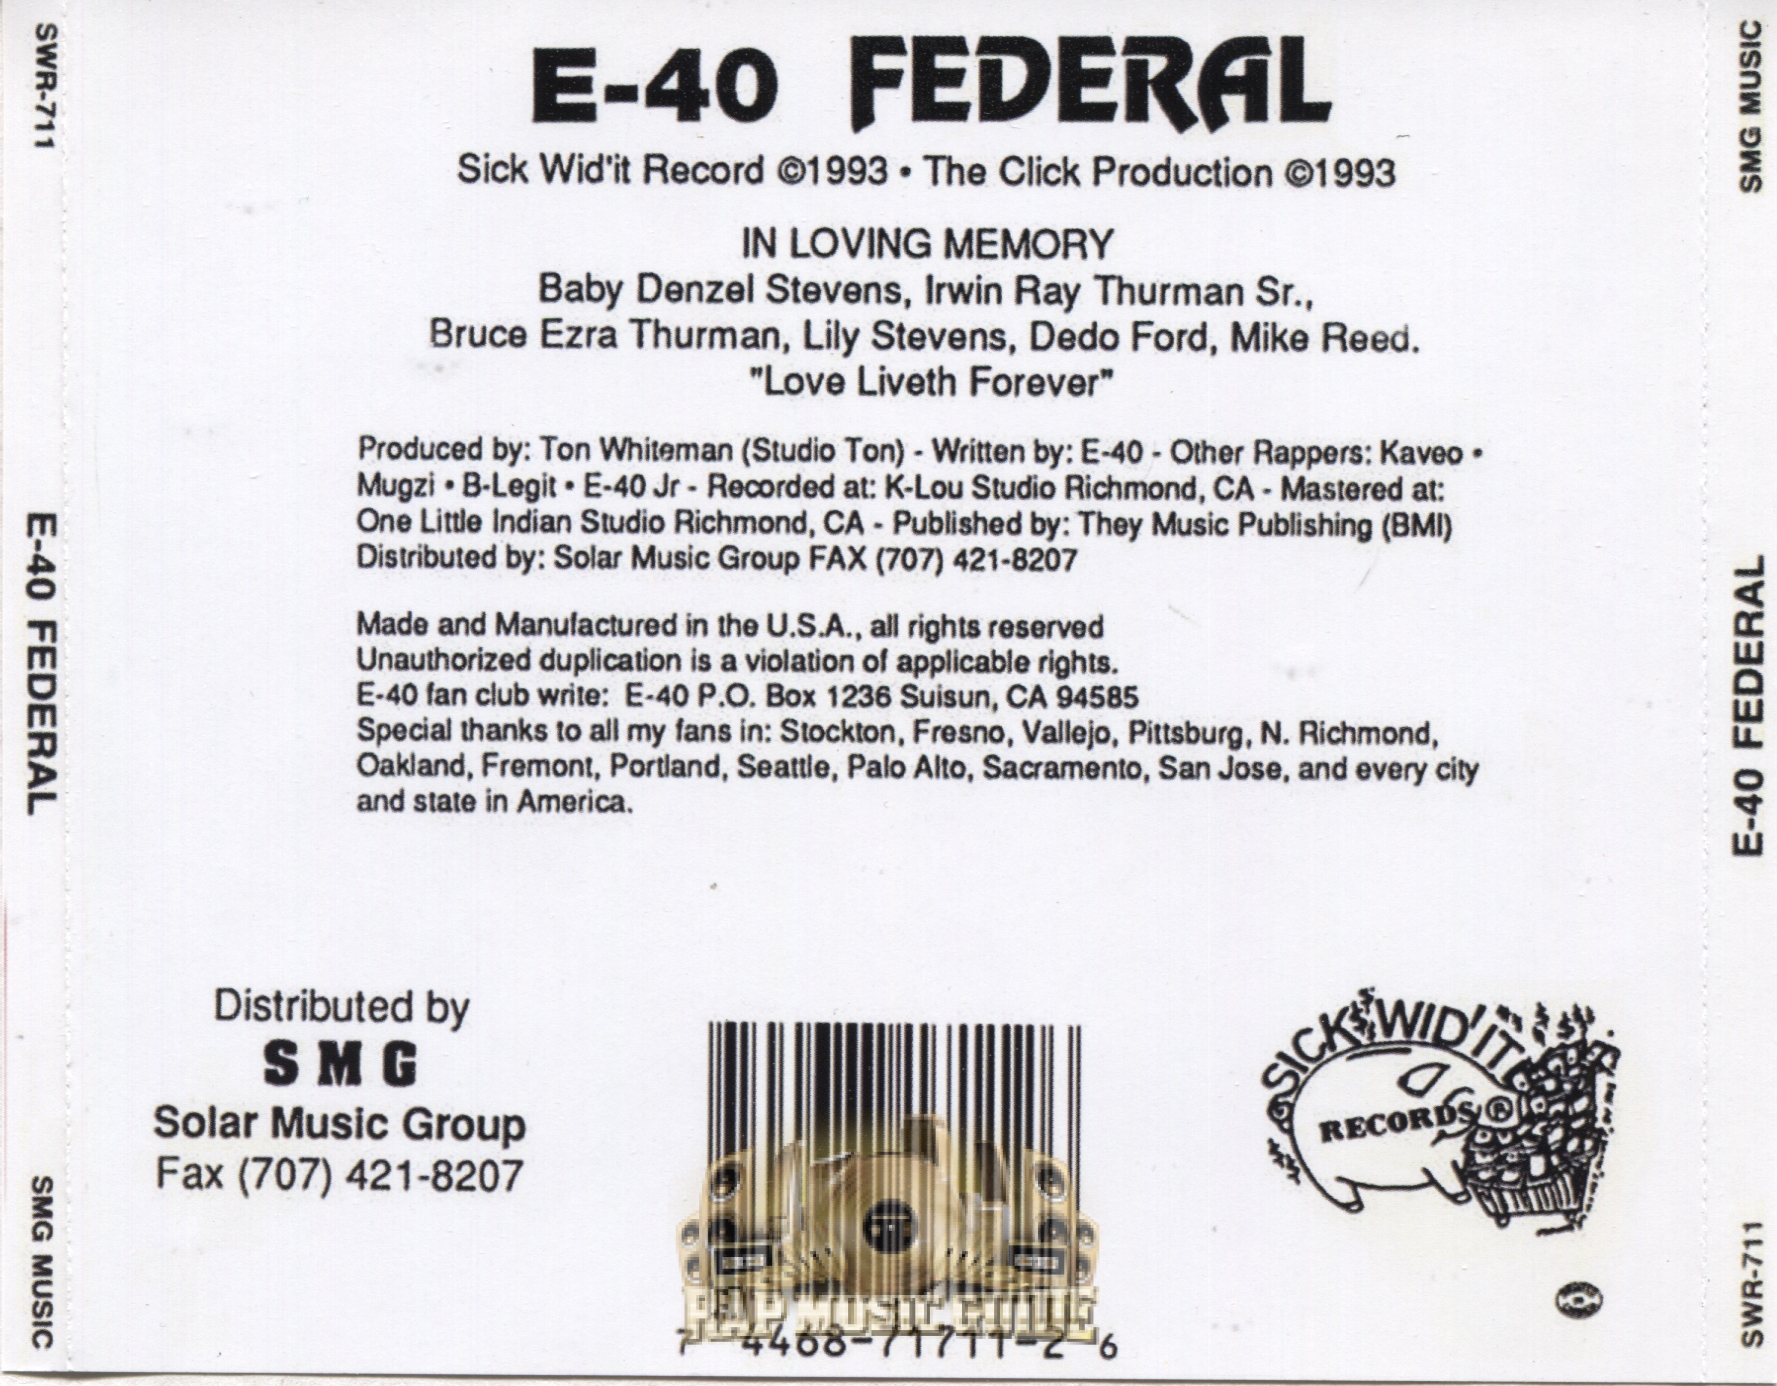 E-40 FEDERAL
Sick Wid'it Record ©1993 • The Click Production ©1993
IN LOVING MEMORY
Baby Denzel Stevens, Irwin Ray Thurman Sr.,
Bruce Ezra Thurman, Lily Stevens, Dedo Ford, Mike Reed.
"Love Liveth Forever"
Produced by: Ton Whiteman (Studio Ton) - Written by: E-40 - Other Rappers: Kaveo •
Mugzi • B-Legit • E-40 Jr - Recorded at: K-Lou Studio Richmond, CA - Mastered at:
One Little Indian Studio Richmond, CA - Published by: They Music Publishing (BMI)
Distributed by: Solar Music Group FAX (707) 421-8207
Made and Manufactured in the U.S.A., all rights reserved
Unauthorized duplication is a violation of applicable rights.
E-40 fan club write: E-40 P.O. Box 1236 Suisun, CA 94585
Special thanks to all my fans in: Stockton, Fresno, Vallejo, Pittsburg, N. Richmond,
Oakland, Fremont, Portland, Seattle, Palo Alto, Sacramento, San Jose, and every city
and state in America.
Distributed by
SMG
Solar Music Group
Fax (707) 421-8207
RAP MUSIC GUIDE
7 4468-71711-2 6
SICK WID' IT
RECORDS ®
SWR-711
E-40 FEDERAL
SMG MUSIC
SMG MUSIC
E-40 FEDERAL
SWR-711